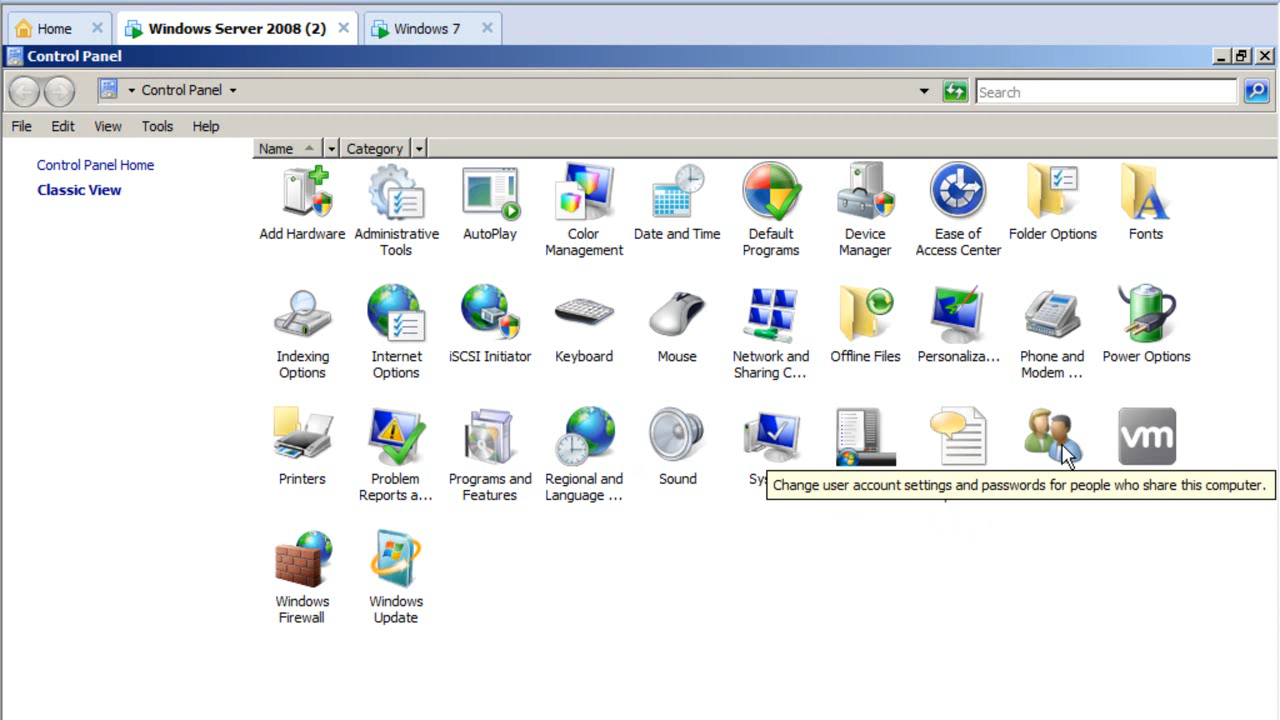 Home
Windows Server 2008 (2)
Windows 7
Control Panel
Control Panel
Search
File Edit View Tools Help
Name Category
Control Panel Home
Classic View
Add Hardware
Administrative
Tools
AutoPlay
Color
Management
Date and Time
Default
Programs
Device
Manager
Ease of
Access Center
Folder Options
Fonts
Indexing
Options
Internet
Options
iSCSI Initiator
Keyboard
Mouse
Network and
Sharing C...
Offline Files
Personaliza...
Phone and
Modem ...
Power Options
Printers
Problem
Reports a...
Programs and
Features
Regional and
Language ...
Sound
Sy
vm
Change user account settings and passwords for people who share this computer.
Windows
Firewall
Windows
Update